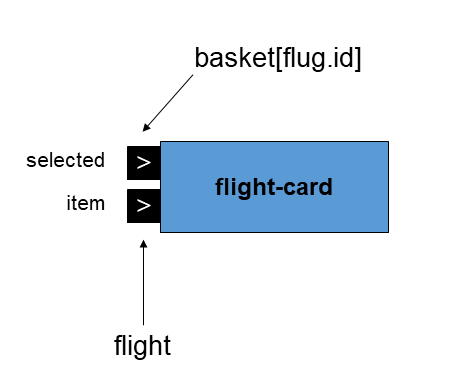 basket[flug.id]
selected
>
flight-card
item
>
flight